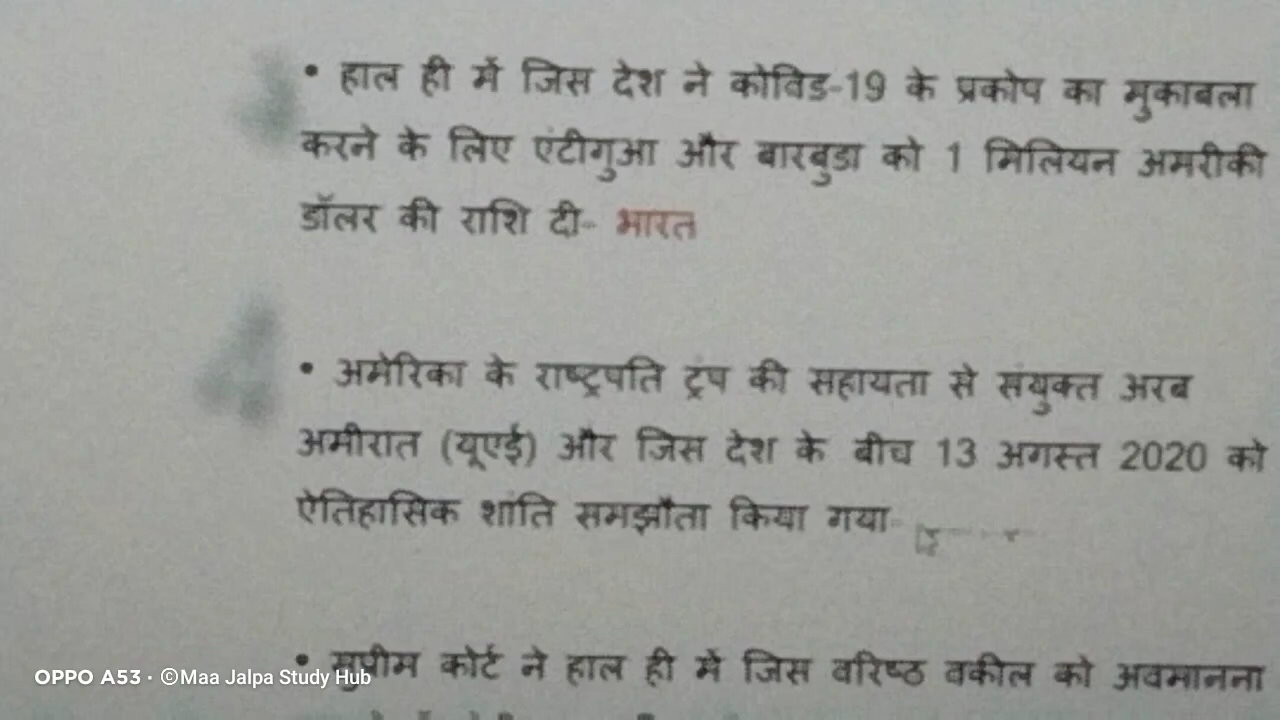 • हाल ही में जिस देश ने कोविड-19 के प्रकोप का मुकाबला
करने के लिए एंटीगुआ और बारबुडा को 1 मिलियन अमरीकी
डॉलर की राशि दी- भारत
• अमेरिका के राष्ट्रपति ट्रंप की सहायता से संयुक्त अरब
अमीरात (यूएई) और जिस देश के बीच 13 अगस्त 2020 को
ऐतिहासिक शांति समझौता किया गया
• सुप्रीम कोर्ट ने हाल ही में जिस वरिष्ठ वकील को अवमानना
OPPO A53 · ©Maa Jalpa Study Hub